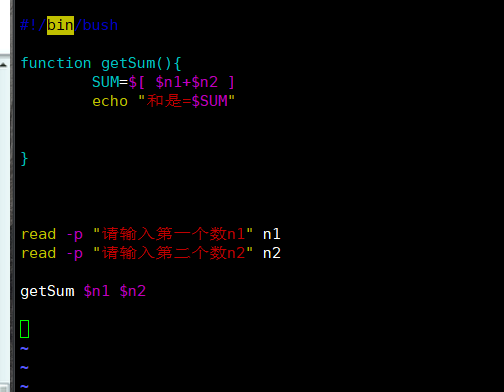 #!/bin/bush
function getSum(){
SUM=$[ $n1+$n2 ]
echo "和是=$SUM"
}
read -p "请输入第一个数n1" n1
read -p "请输入第二个数n2" n2
getSum $n1 $n2
~
~
~